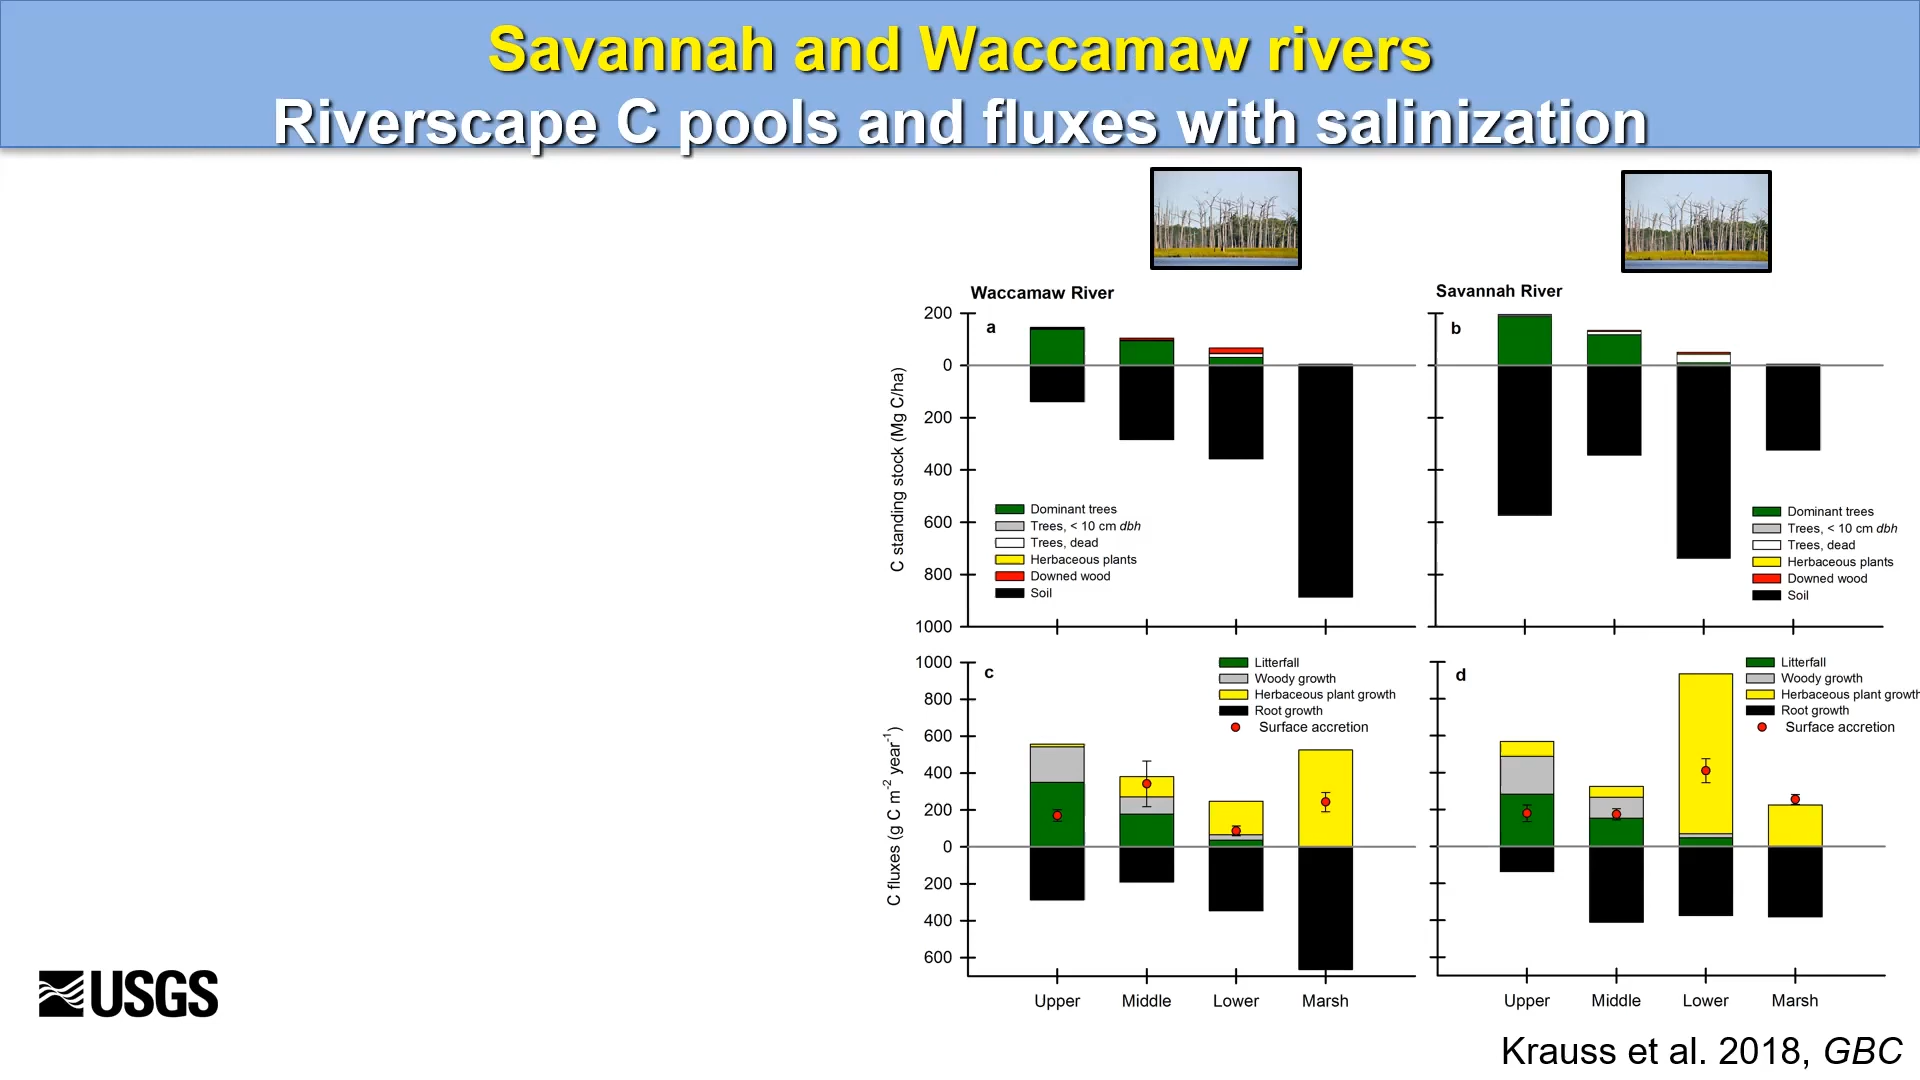 Savannah and Waccamaw rivers
Riverscape C pools and fluxes with salinization
Waccamaw River
a
200
0
200
400
600
800
1000
C standing stock (Mg C/ha)
Dominant trees
Trees, < 10 cm dbh
Trees, dead
Herbaceous plants
Downed wood
Soil
Savannah River
b
Dominant trees
Trees, < 10 cm dbh
Trees, dead
Herbaceous plants
Downed wood
Soil
c
1000
800
600
400
200
0
200
400
600
C fluxes (g C m-2 year-1)
Litterfall
Woody growth
Herbaceous plant growth
Root growth
Surface accretion
Upper Middle Lower Marsh
d
Litterfall
Woody growth
Herbaceous plant growth
Root growth
Surface accretion
Upper Middle Lower Marsh
USGS
Krauss et al. 2018, GBC